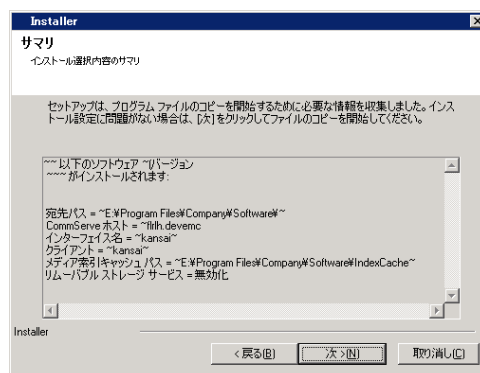 Installer
サマリ
インストール選択内容のサマリ
セットアップは、プログラム ファイルのコピーを開始するために必要な情報を収集しました。インス
トール設定に問題がない場合は、[次]をクリックしてファイルのコピーを開始してください。
~~ 以下のソフトウェア ~\バージョン
~~~ がインストールされます:
宛先パス = ~E:¥Program Files¥Company¥Software¥~
CommServe ホスト = ~flrlh.devemc
インターフェイス名 = ~kansai~
クライアント = ~kansai~
メディア索引キャッシュ パス = ~E:¥Program Files¥Company¥Software¥IndexCache~
リムーバブル ストレージ サービス = 無効化
Installer
< 戻る(B)
次 >(N)
取り消し(C)